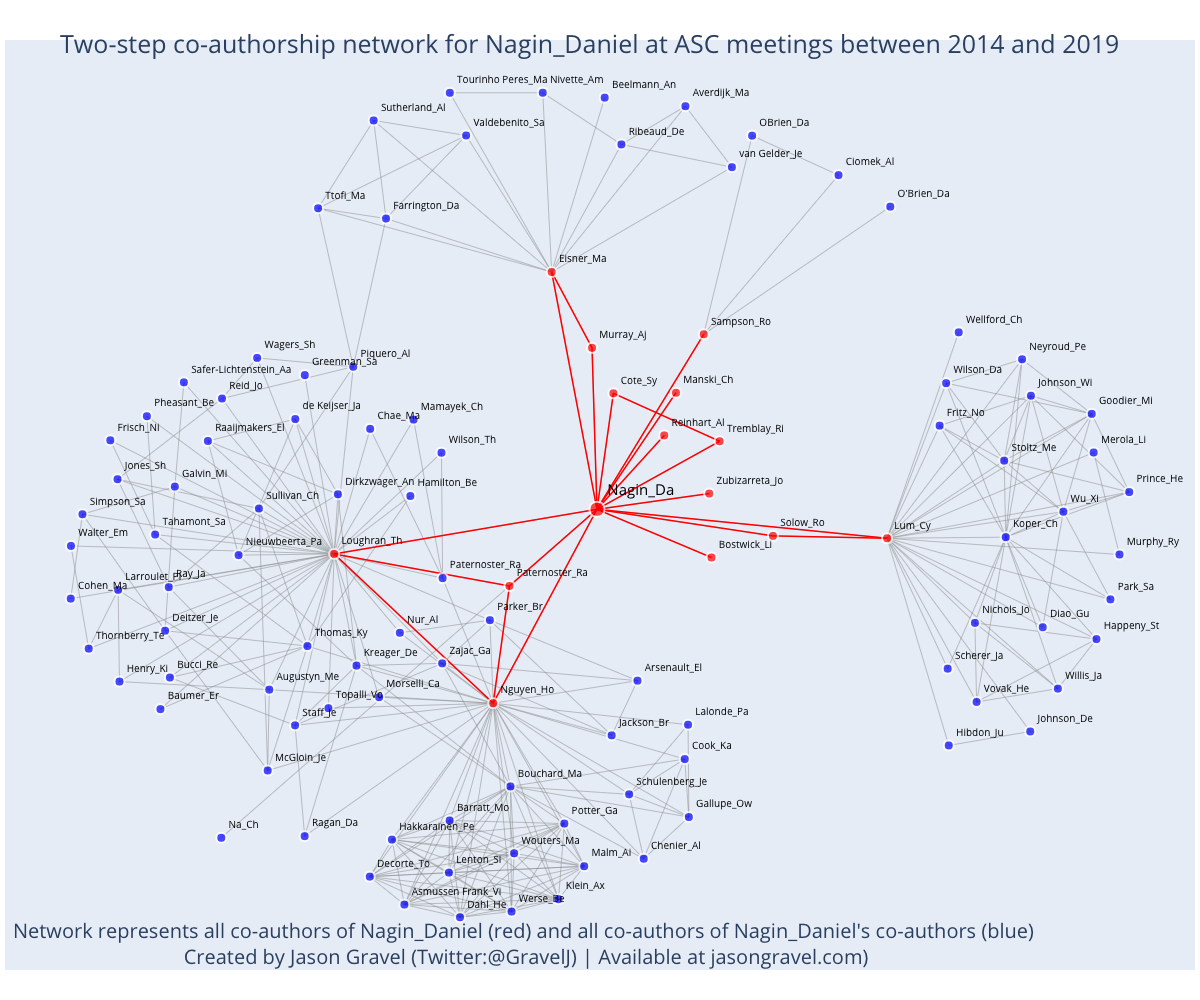 Two-step co-authorship network for Nagin_Daniel at ASC meetings between 2014 and 2019
Tourinho Peres_Ma Nivette_Am
Beelmann_An
Averdijk_Ma
Sutherland_Al
Valdebenito_Sa
Ribeaud_De
OBrien_Da
van Gelder_Je
Ciomek_Al
O'Brien_Da
Ttofi_Ma
Farrington_Da
Eisner_Ma
Sampson_Ro
Murray_Aj
Wellford_Ch
Wagers_Sh
Piquero_Al
Greenman_Sa
Neyroud_Pe
Safer-Lichtenstein_Aa
Reid_Jo
Cote_Sy
Manski_Ch
Wilson_Da
Johnson_Wi
Pheasant_Be
de Keijser_Ja
Chae_Ma
Mamayek_Ch
Fritz_No
Goodier_Mi
Frisch_Ni
Raaijmakers_El
Reinhart_Al
Tremblay_Ri
Wilson_Th
Stoltz_Me
Merola_Li
Jones_Sh
Galvin_Mi
Dirkzwager_An
Hamilton_Be
Zubizarreta_Jo
Prince_He
Nagin_Da
Simpson_Sa
Sullivan_Ch
Wu_Xi
Tahamont_Sa
Solow_Ro
Lum_Cy
Koper_Ch
Walter_Em
Nieuwbeerta_Pa
Loughran_Th
Bostwick_Li
Murphy_Ry
Cohen_Ma
Ray_Ja
Paternoster_Ra
Paternoster_Ra
Park_Sa
Parker_Br
Nichols_Jo
Diao_Gu
Deitzer_Je
Nur_Al
Happeny_St
Thornberry_Te
Thomas_Ky
Kreager_De
Zajac_Ga
Scherer_Ja
Henry_Ki
Bucci_Re
Arsenault_El
Augustyn_Me
Morselli_Ca
Willis_Ja
Baumer_Er
Nguyen_Ho
Vovak_He
Staff_Je
Lalonde_Pa
Jackson_Br
Johnson_De
Hibdon_Ju
McGloin_Je
Cook_Ka
Bouchard_Ma
Schulenberg_Je
Gallupe_Ow
Barratt_Mo
Potter_Ga
Na_Ch
Ragan_Da
Hakkarainen_Pe
Wouters_Ma
Chenier_Al
Malm_Ai
Decorte_To
Lenton_Si
Asmussen Frank_Vi
Klein_Ax
Werse_Be
Dahl_He
Network represents all co-authors of Nagin_Daniel (red) and all co-authors of Nagin_Daniel's co-authors (blue)
Created by Jason Gravel (Twitter:@GravelJ) | Available at jasongravel.com)